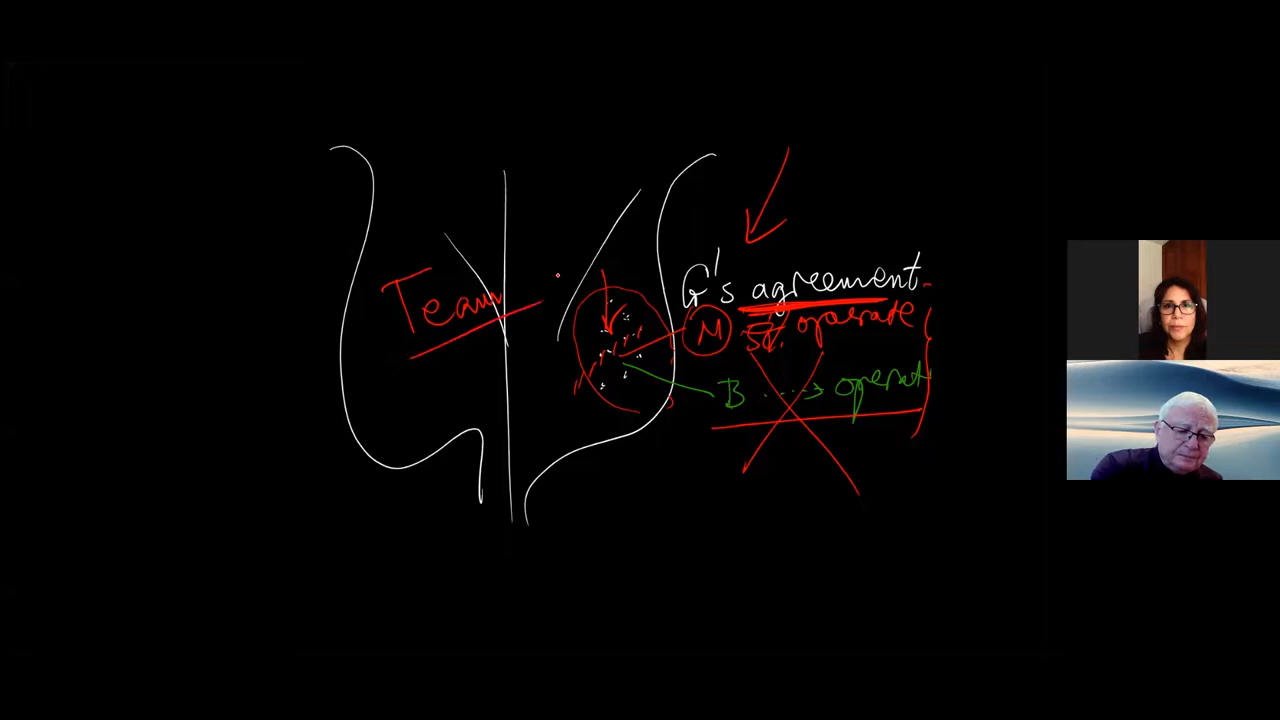 Team
G's agreement
M operate
B ....→ operat